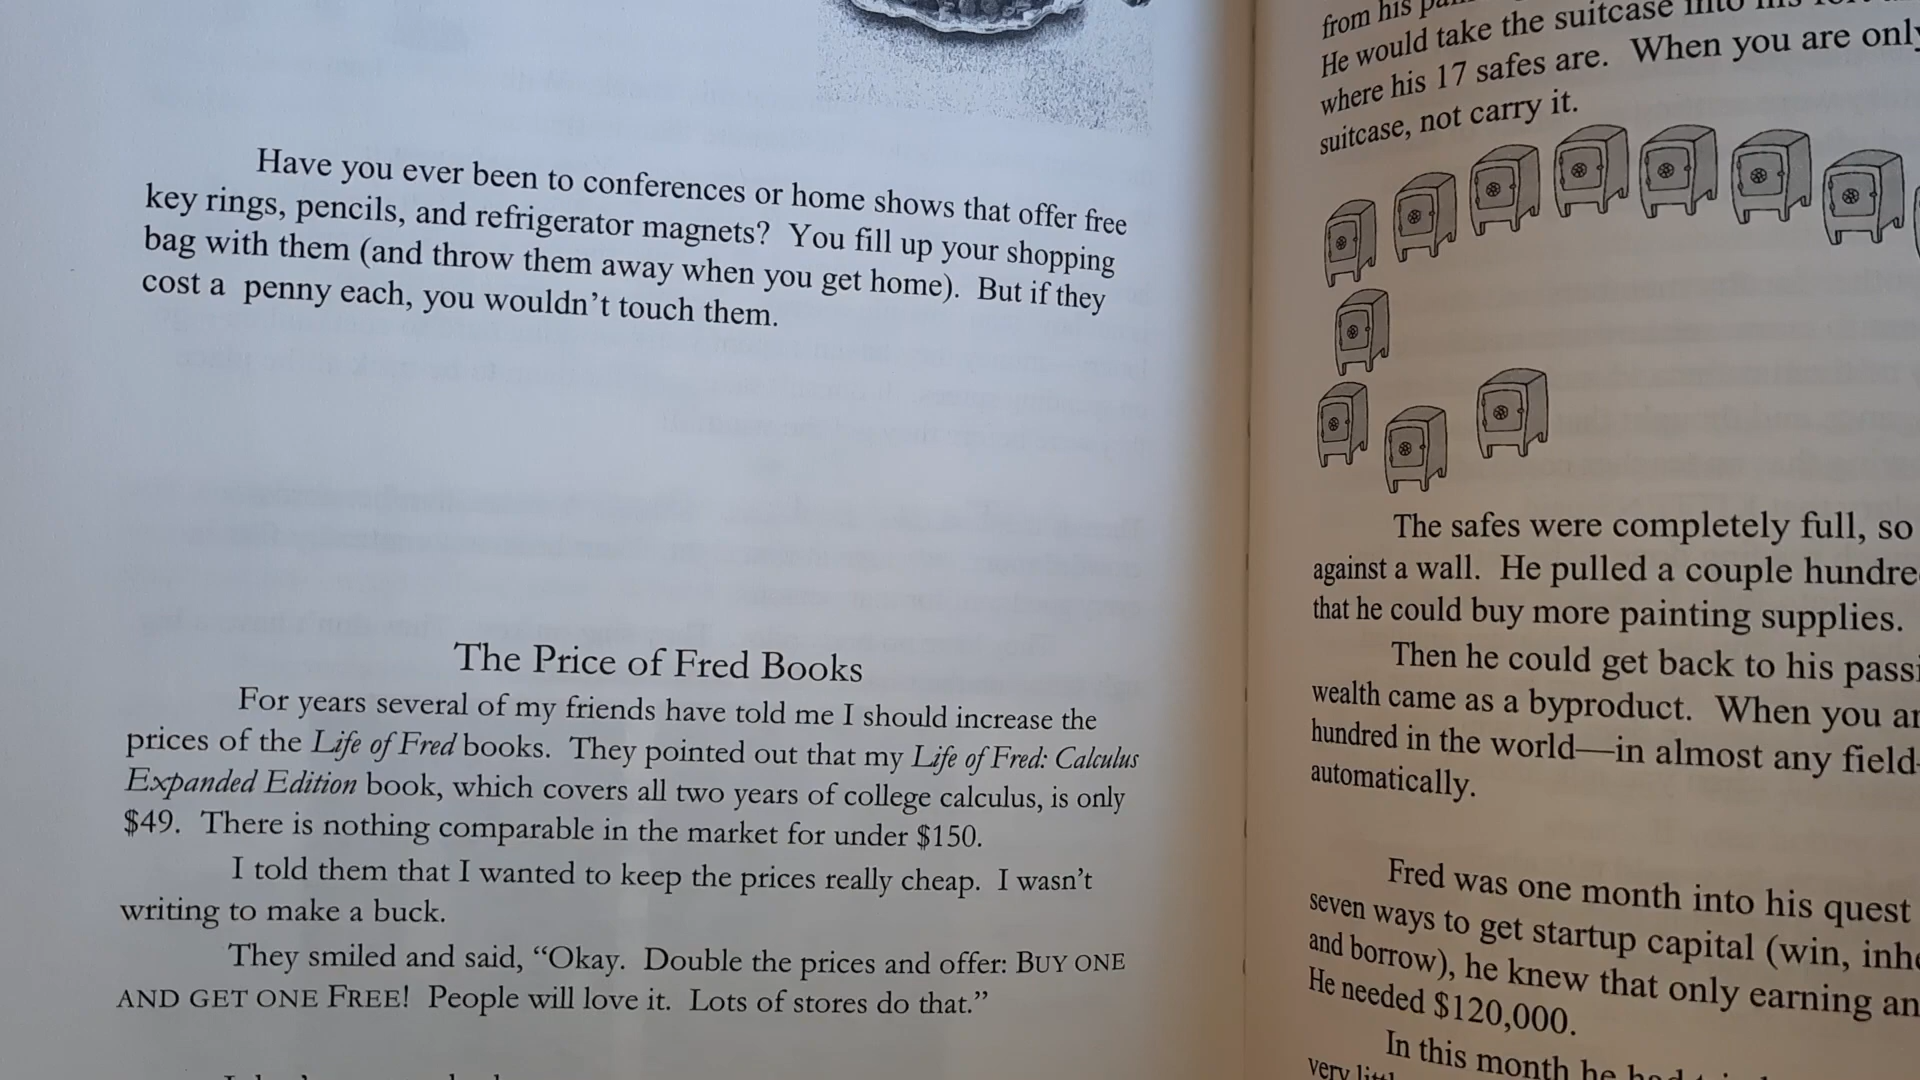 Have you ever been to conferences or home shows that offer free
key rings, pencils, and refrigerator magnets? You fill up your shopping
bag with them (and throw them away when you get home). But if they
cost a penny each, you wouldn't touch them.
The Price of Fred Books
For years several of my friends have told me I should increase the
prices of the Life of Fred books. They pointed out that my Life of Fred: Calculus
Expanded Edition book, which covers all two years of college calculus, is only
$49. There is nothing comparable in the market for under $150.
I told them that I wanted to keep the prices really cheap. I wasn't
writing to make a buck.
They smiled and said, “Okay. Double the prices and offer: BUY ONE
AND GET ONE FREE! People will love it. Lots of stores do that.”
from his
He would take the suitcase into his
where his 17 safes are. When you are only
suitcase, not carry it.
The safes were completely full, so
against a wall. He pulled a couple
that he could buy more painting supplies.
Then he could get back to his
wealth came as a byproduct. When you
hundred in the world—in almost any field
automatically.
Fred was one month into his quest
seven ways to get startup capital (win,
and borrow), he knew that only earning
He needed $120,000.
In this month he
very